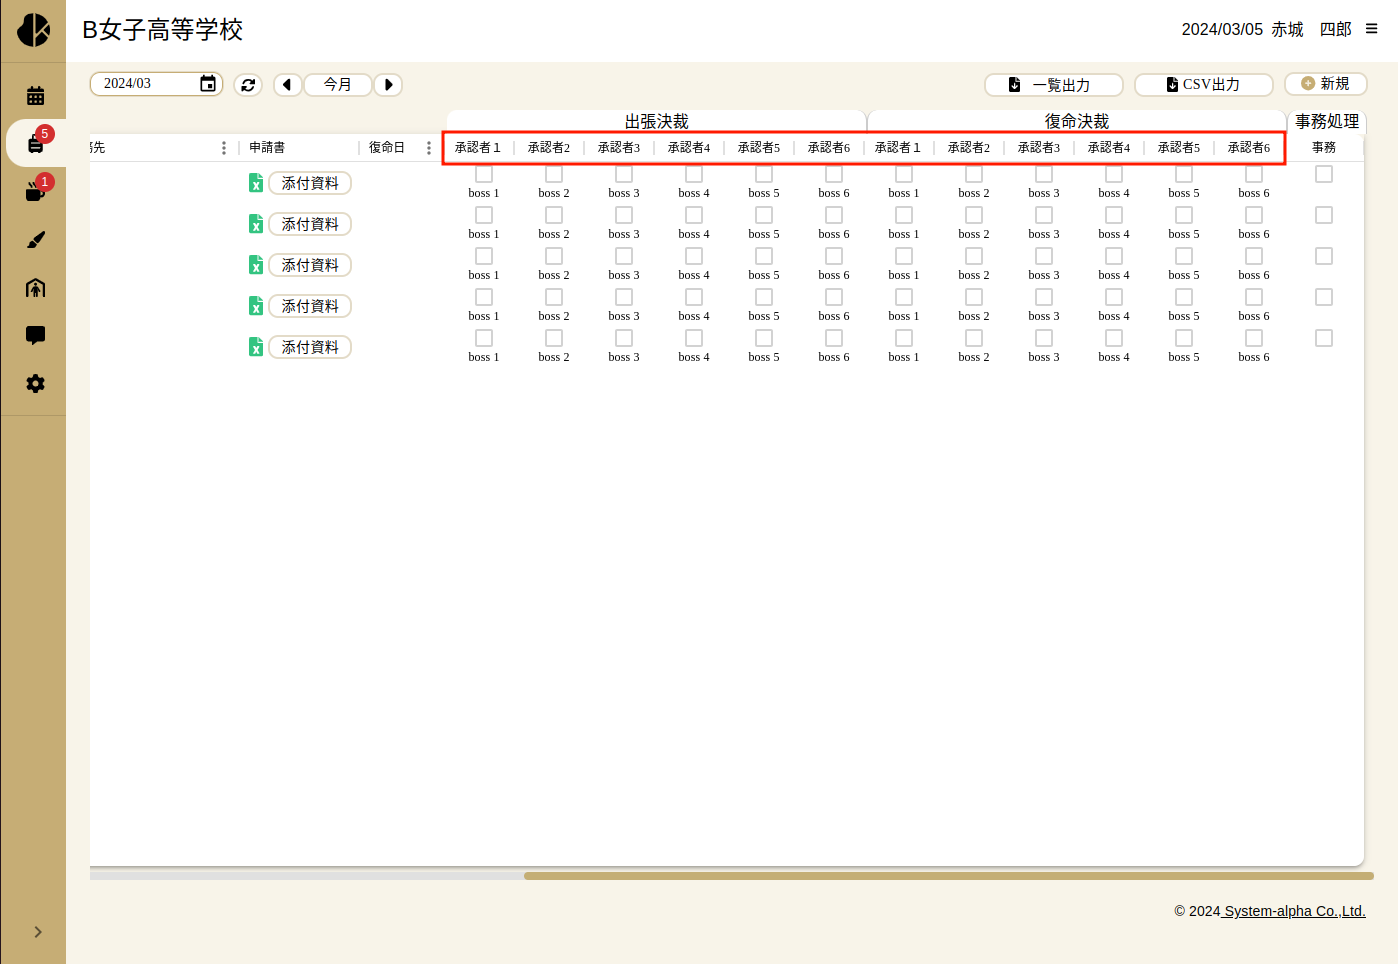 B女子高等学校
2024/03/05 赤城　四郎
2024/03
今月
一覧出力
CSV出力
新規
5
1
出張決裁 復命決裁 事務処理
務先 申請書 復命日 承認者１ 承認者2 承認者3 承認者4 承認者5 承認者6 承認者１ 承認者2 承認者3 承認者4 承認者5 承認者6 事務
添付資料
boss 1 boss 2 boss 3 boss 4 boss 5 boss 6 boss 1 boss 2 boss 3 boss 4 boss 5 boss 6
添付資料
boss 1 boss 2 boss 3 boss 4 boss 5 boss 6 boss 1 boss 2 boss 3 boss 4 boss 5 boss 6
添付資料
boss 1 boss 2 boss 3 boss 4 boss 5 boss 6 boss 1 boss 2 boss 3 boss 4 boss 5 boss 6
添付資料
boss 1 boss 2 boss 3 boss 4 boss 5 boss 6 boss 1 boss 2 boss 3 boss 4 boss 5 boss 6
添付資料
boss 1 boss 2 boss 3 boss 4 boss 5 boss 6 boss 1 boss 2 boss 3 boss 4 boss 5 boss 6
© 2024 System-alpha Co.,Ltd.